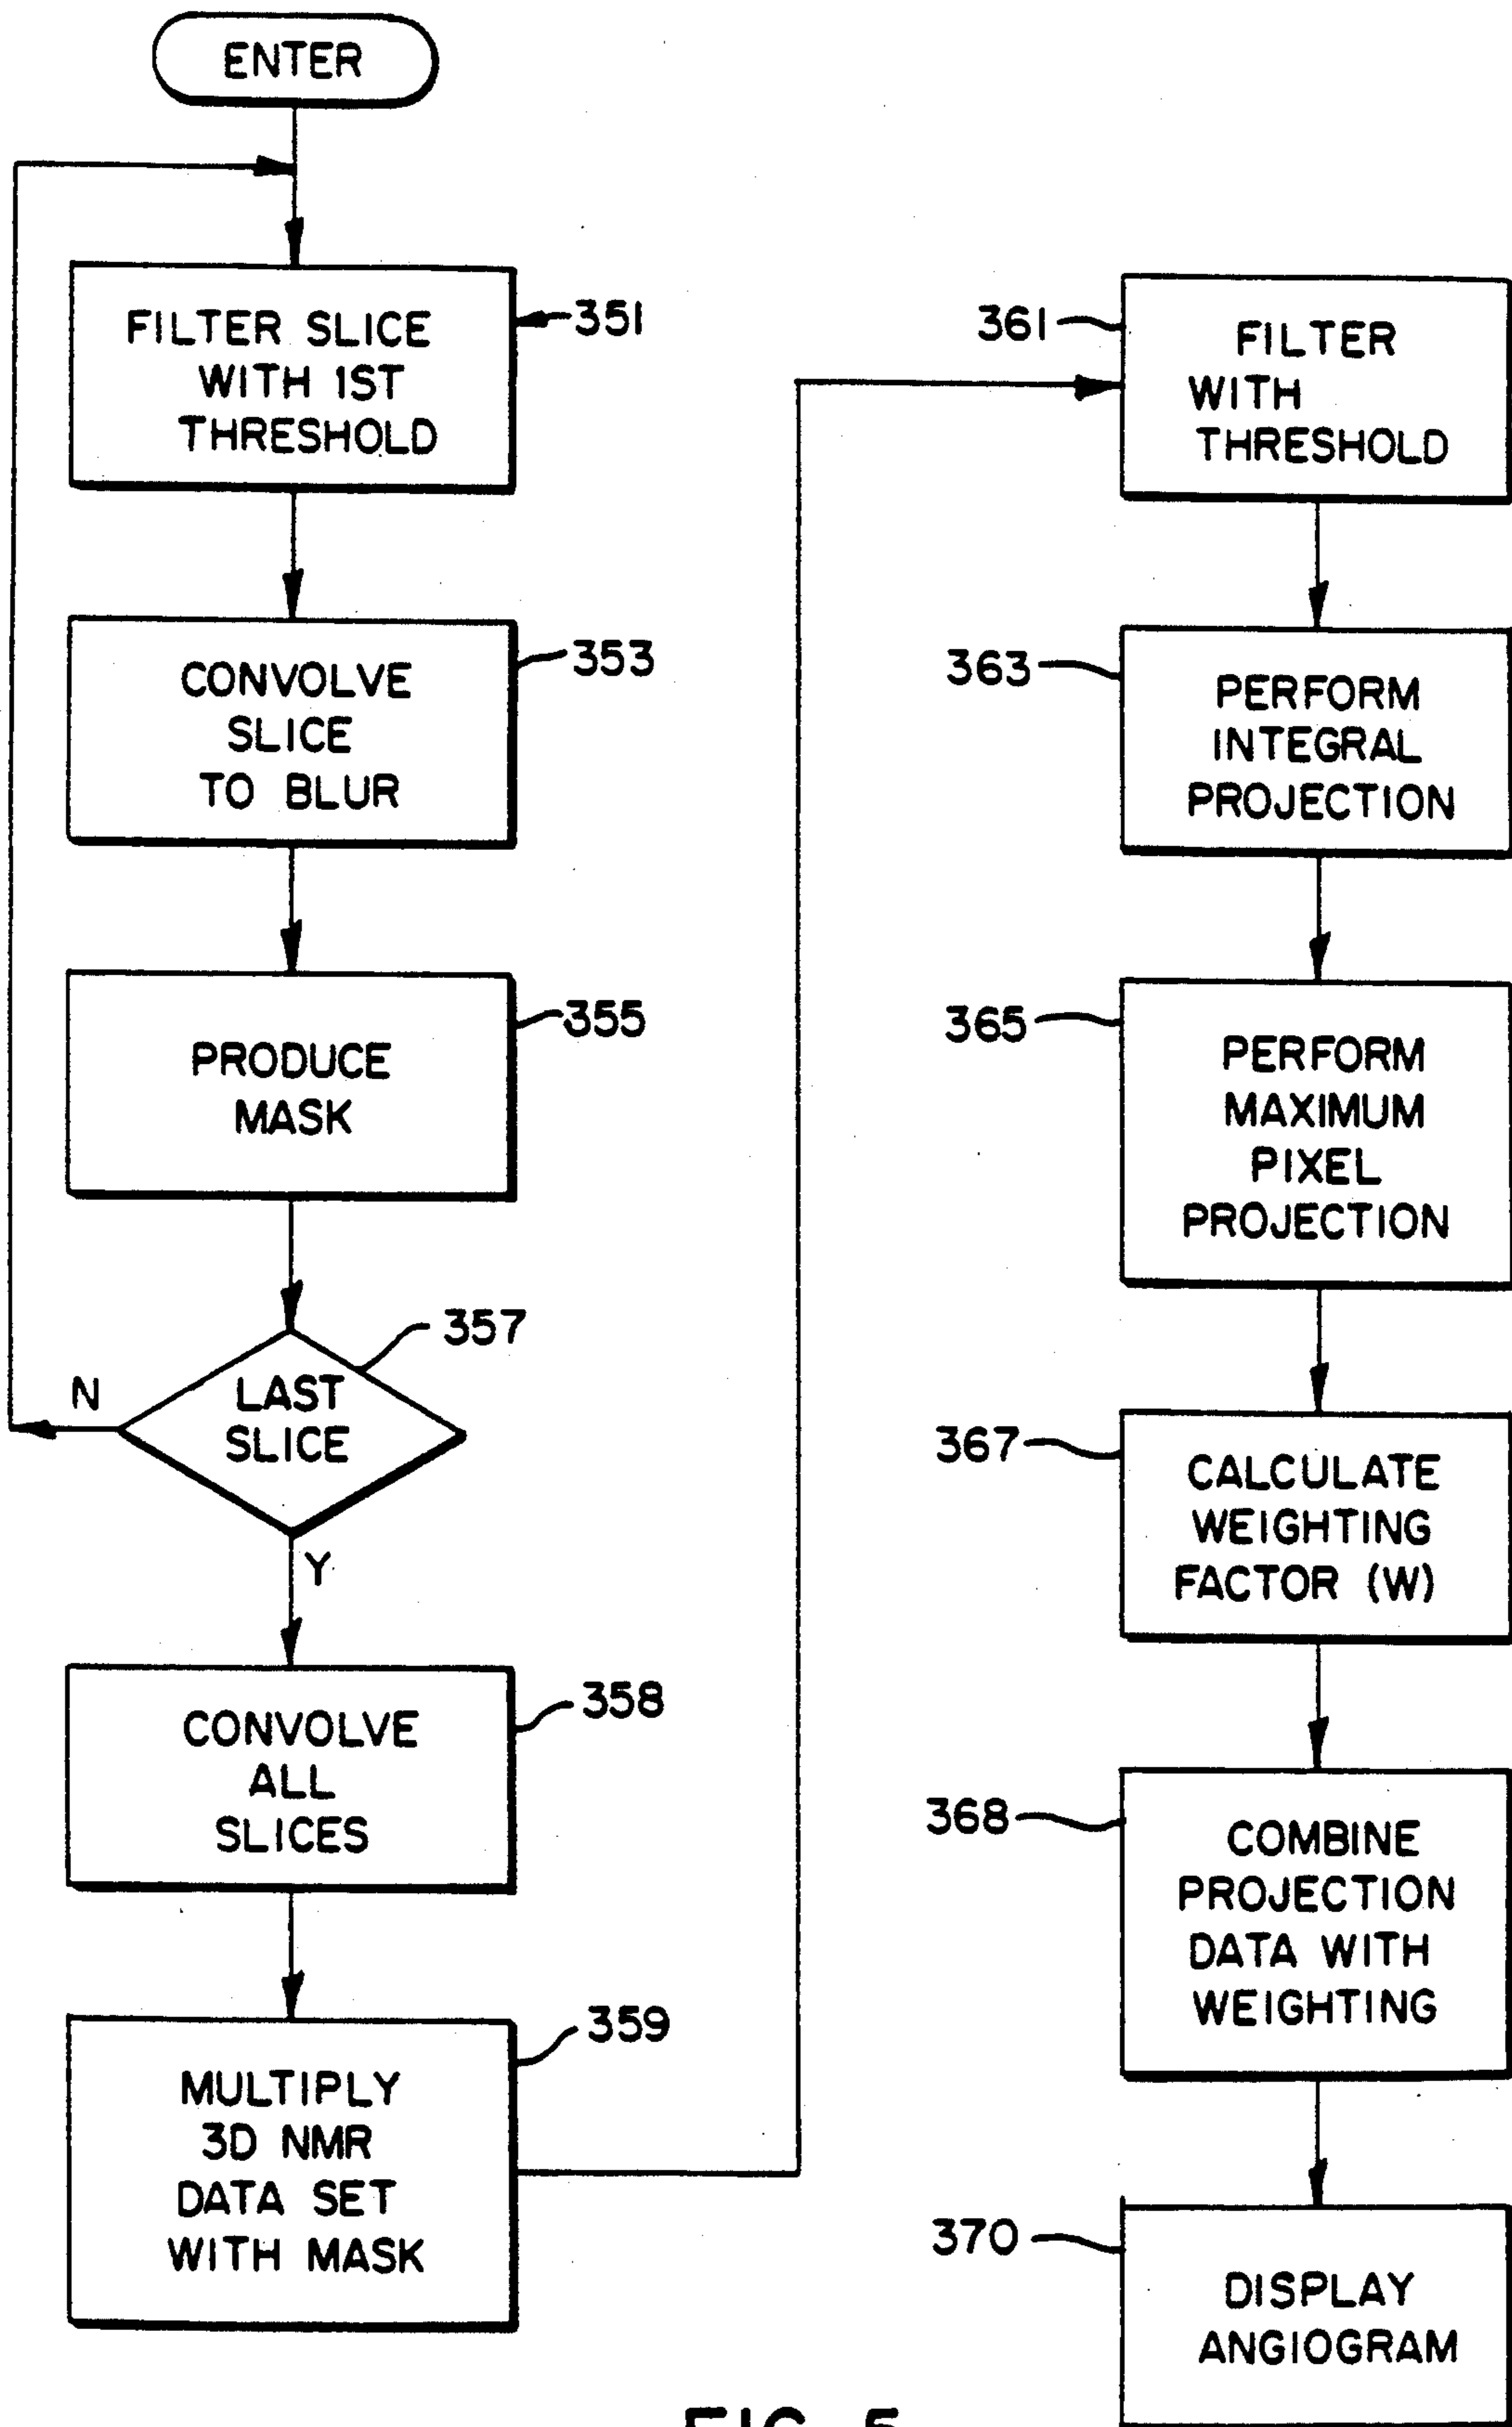 ENTER
FILTER SLICE
WITH 1ST
THRESHOLD
351
CONVOLVE
SLICE
TO BLUR
353
PRODUCE
MASK
355
LAST
SLICE
357
N
Y
CONVOLVE
ALL
SLICES
358
MULTIPLY
3D NMR
DATA SET
WITH MASK
359
361
FILTER
WITH
THRESHOLD
363
PERFORM
INTEGRAL
PROJECTION
365
PERFORM
MAXIMUM
PIXEL
PROJECTION
367
CALCULATE
WEIGHTING
FACTOR (W)
368
COMBINE
PROJECTION
DATA WITH
WEIGHTING
370
DISPLAY
ANGIOGRAM
FIG. 5